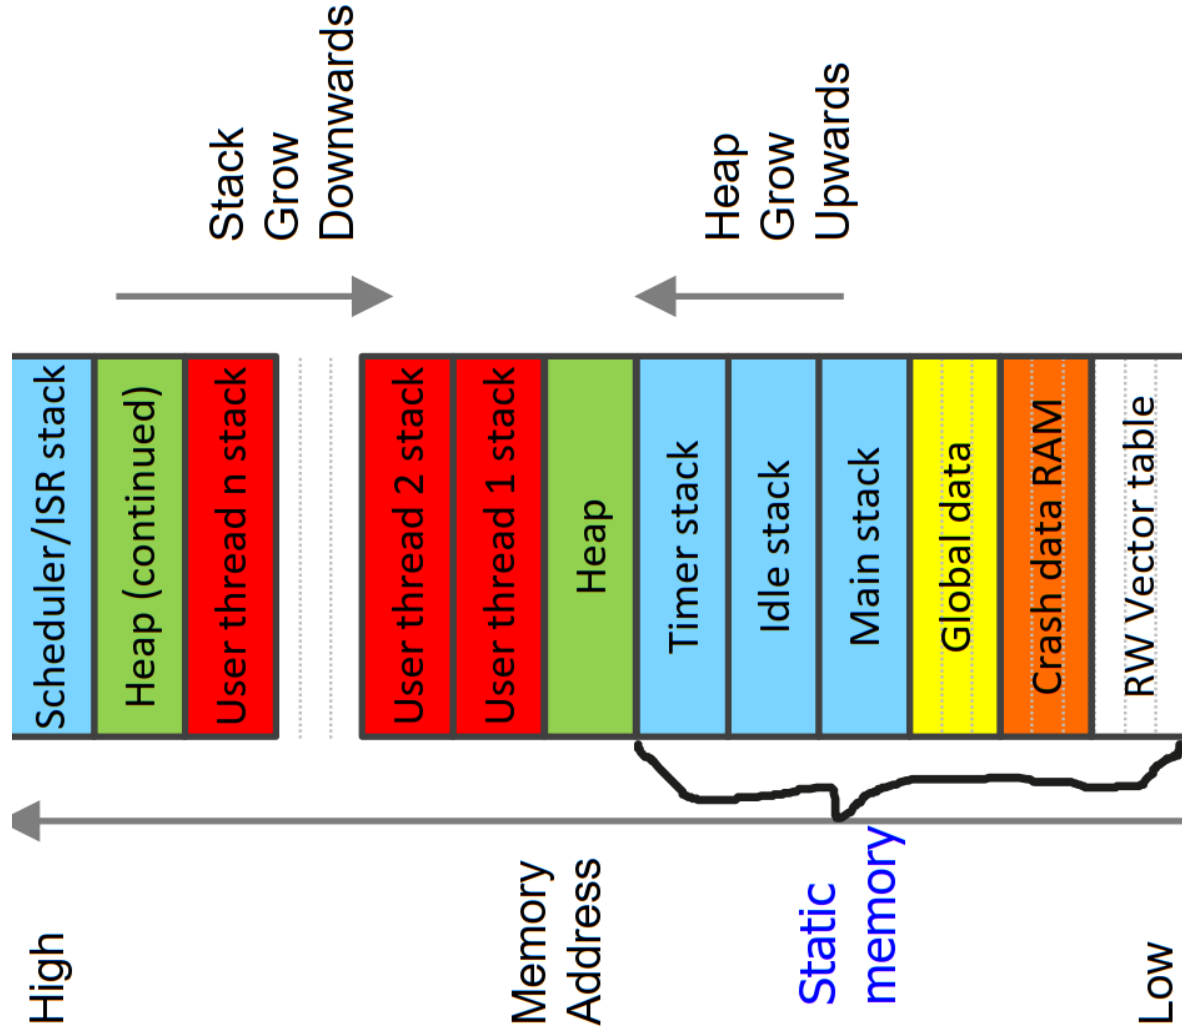 High
Memory
Address
Static
memory
Low
Scheduler/ISR stack
Heap (continued)
User thread n stack
User thread 2 stack
User thread 1 stack
Heap
Timer stack
Idle stack
Main stack
Global data
Crash data RAM
RW Vector table
Stack
Grow
Downwards
Heap
Grow
Upwards